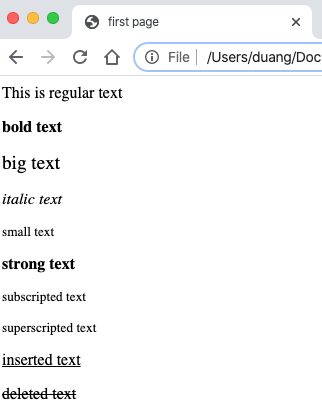 first page
File | /Users/duang/Doc
This is regular text
bold text
big text
italic text
small text
strong text
subscripted text
superscripted text
inserted text
deleted text